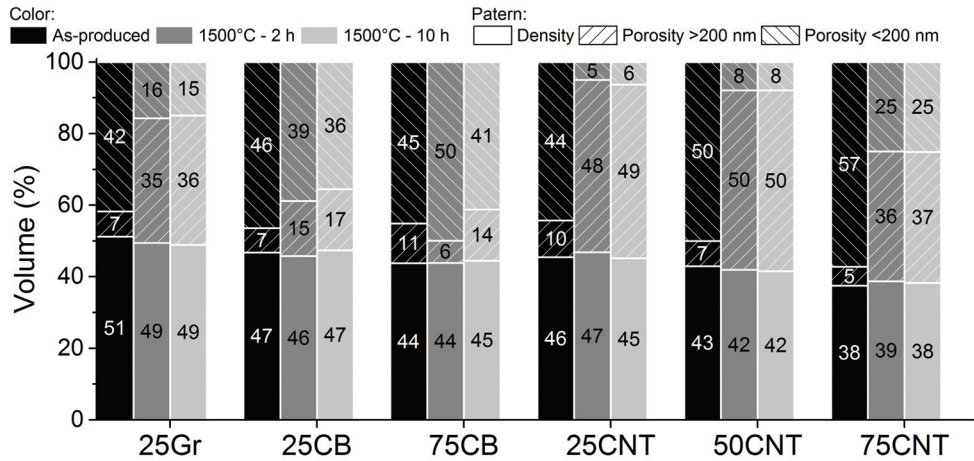 Color: Patern:
As-produced 1500°C - 2 h 1500°C - 10 h Density Porosity >200 nm Porosity <200 nm
Volume (%)
100
80
60
40
20
0
42 16 15
7 35 36
51 49 49
46 39 36
7 15 17
47 46 47
45 50 41
11 6 14
44 44 45
44 5 6
10 48 49
46 47 45
50 8 8
7 50 50
43 42 42
57 25 25
5 36 37
38 39 38
25Gr 25CB 75CB 25CNT 50CNT 75CNT